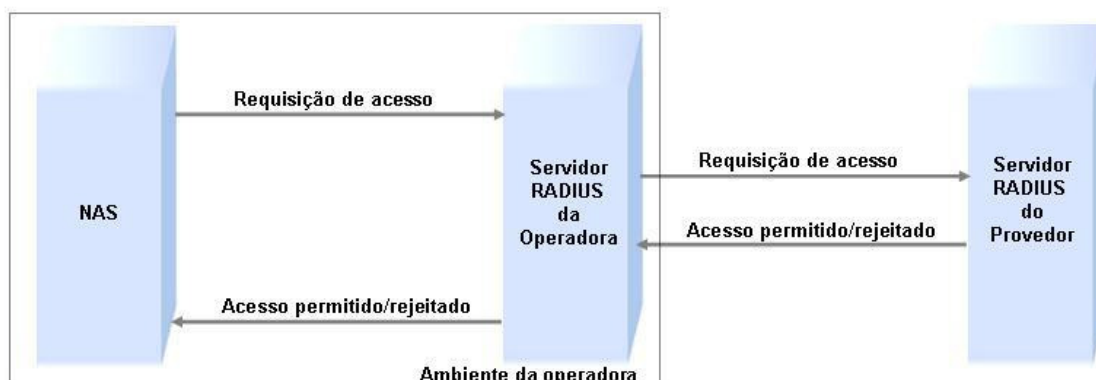 Requisição de acesso
NAS
Servidor
RADIUS
da
Operadora
Requisição de acesso
Acesso permitido/rejeitado
Servidor
RADIUS
do
Provedor
Acesso permitido/rejeitado
Ambiente da operadora